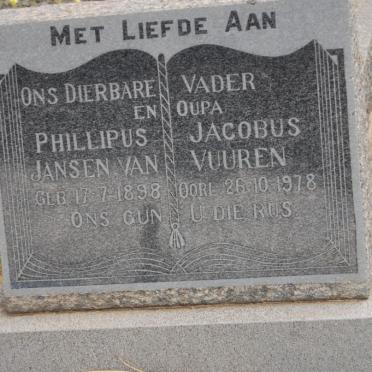 MET LIEFDE AAN
ONS DIERBARE VADER
EN OUPA
PHILLIPUS JACOBUS
JANSEN VAN VUUREN
GEB 17-7-1898 OORL 26-10-1978
ONS GUN U DIE RUS